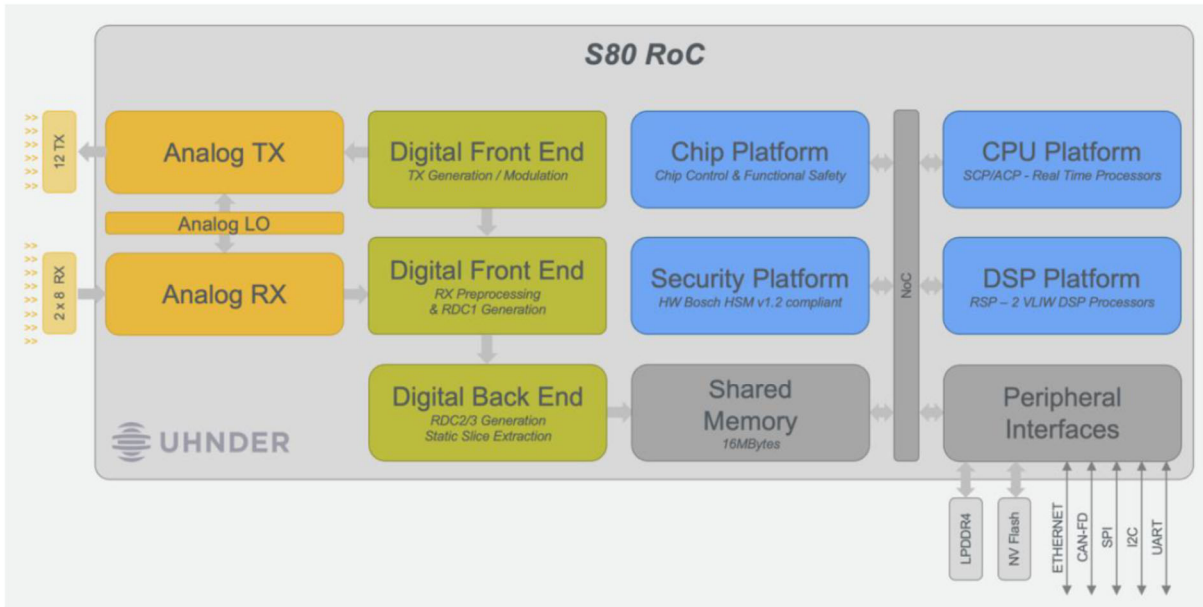 S80 RoC
>>
>>
>>
>>
>>
>>
>>
12 TX
Analog TX
Digital Front End
TX Generation / Modulation
Chip Platform
Chip Control & Functional Safety
CPU Platform
SCP/ACP - Real Time Processors
Analog LO
>>
>>
>>
>>
>>
>>
>>
>>
>>
2 x 8 RX
Analog RX
Digital Front End
RX Preprocessing
& RDC1 Generation
Security Platform
HW Bosch HSM v1.2 compliant
NoC
DSP Platform
RSP – 2 VLIW DSP Processors
Digital Back End
RDC2/3 Generation
Static Slice Extraction
Shared
Memory
16MBytes
Peripheral
Interfaces
UHNDER
LPDDR4
NV Flash
ETHERNET
CAN-FD
SPI
I2C
UART